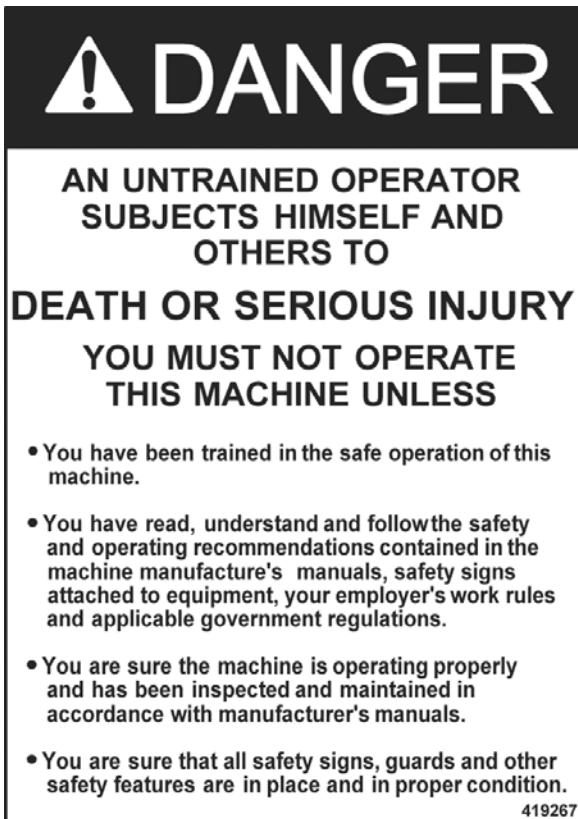 DANGER
AN UNTRAINED OPERATOR
SUBJECTS HIMSELF AND
OTHERS TO
DEATH OR SERIOUS INJURY
YOU MUST NOT OPERATE
THIS MACHINE UNLESS
• You have been trained in the safe operation of this
machine.
• You have read, understand and follow the safety
and operating recommendations contained in the
machine manufacture's manuals, safety signs
attached to equipment, your employer's work rules
and applicable government regulations.
• You are sure the machine is operating properly
and has been inspected and maintained in
accordance with manufacturer's manuals.
• You are sure that all safety signs, guards and other
safety features are in place and in proper condition.
419267